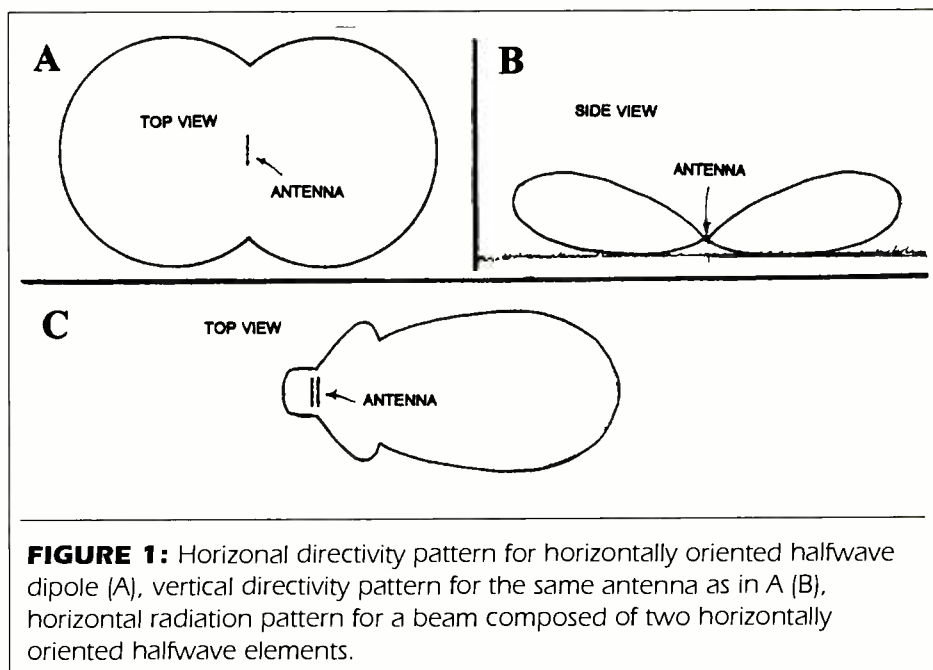 A
TOP VIEW
ANTENNA
B
SIDE VIEW
ANTENNA
C
TOP VIEW
ANTENNA
FIGURE 1: Horizonal directivity pattern for horizontally oriented halfwave
dipole (A), vertical directivity pattern for the same antenna as in A (B),
horizontal radiation pattern for a beam composed of two horizontally
oriented halfwave elements.